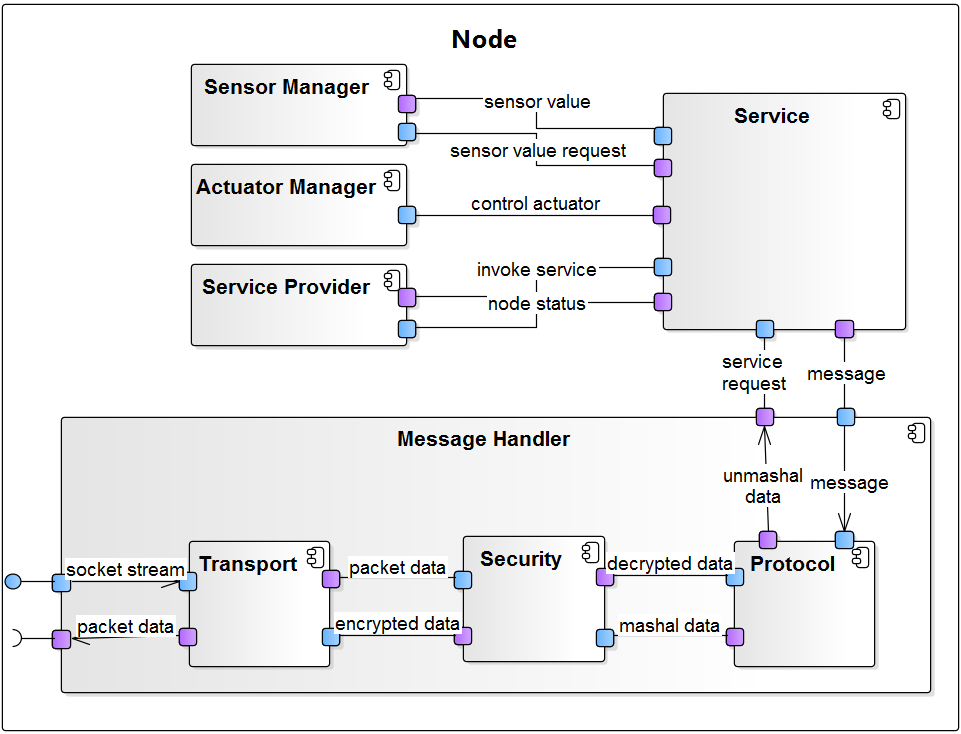 Node
Sensor Manager
sensor value
Service
sensor value request
Actuator Manager
control actuator
Service Provider
invoke service
node status
service
request
message
Message Handler
unmashal
data
message
Transport
Security
Protocol
socket stream
packet data
decrypted data
packet data
encrypted data
mashal data